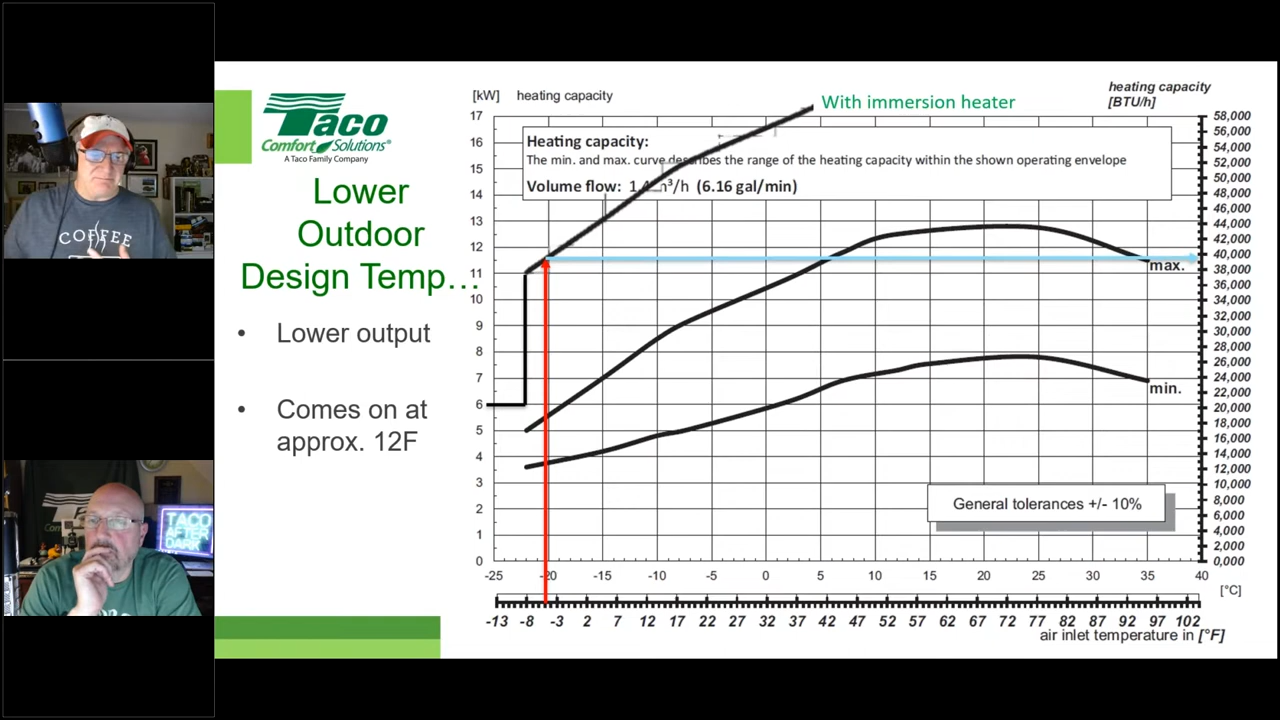 COFFEE
TACO
AFTER
DARK
Taco
Comfort Solutions®
A Taco Family Company
Lower
Outdoor
Design Temp…
• Lower output
• Comes on at
approx. 12F
[kW] heating capacity
heating capacity
[BTU/h]
With immersion heater
Heating capacity:
The min. and max. curve describes the range of the heating capacity within the shown operating envelope
Volume flow: 1.4 m³/h (6.16 gal/min)
17
16
15
14
13
12
11
10
9
8
7
6
5
4
3
2
1
0
58,000
56,000
54,000
52,000
50,000
48,000
46,000
44,000
42,000
40,000
38,000
36,000
34,000
32,000
30,000
28,000
26,000
24,000
22,000
20,000
18,000
16,000
14,000
12,000
10,000
8,000
6,000
4,000
2,000
0,000
max.
min.
General tolerances +/- 10%
-25 -20 -15 -10 -5 0 5 10 15 20 25 30 35 40
[°C]
-13 -8 -3 2 7 12 17 22 27 32 37 42 47 52 57 62 67 72 77 82 87 92 97 102
air inlet temperature in [°F]